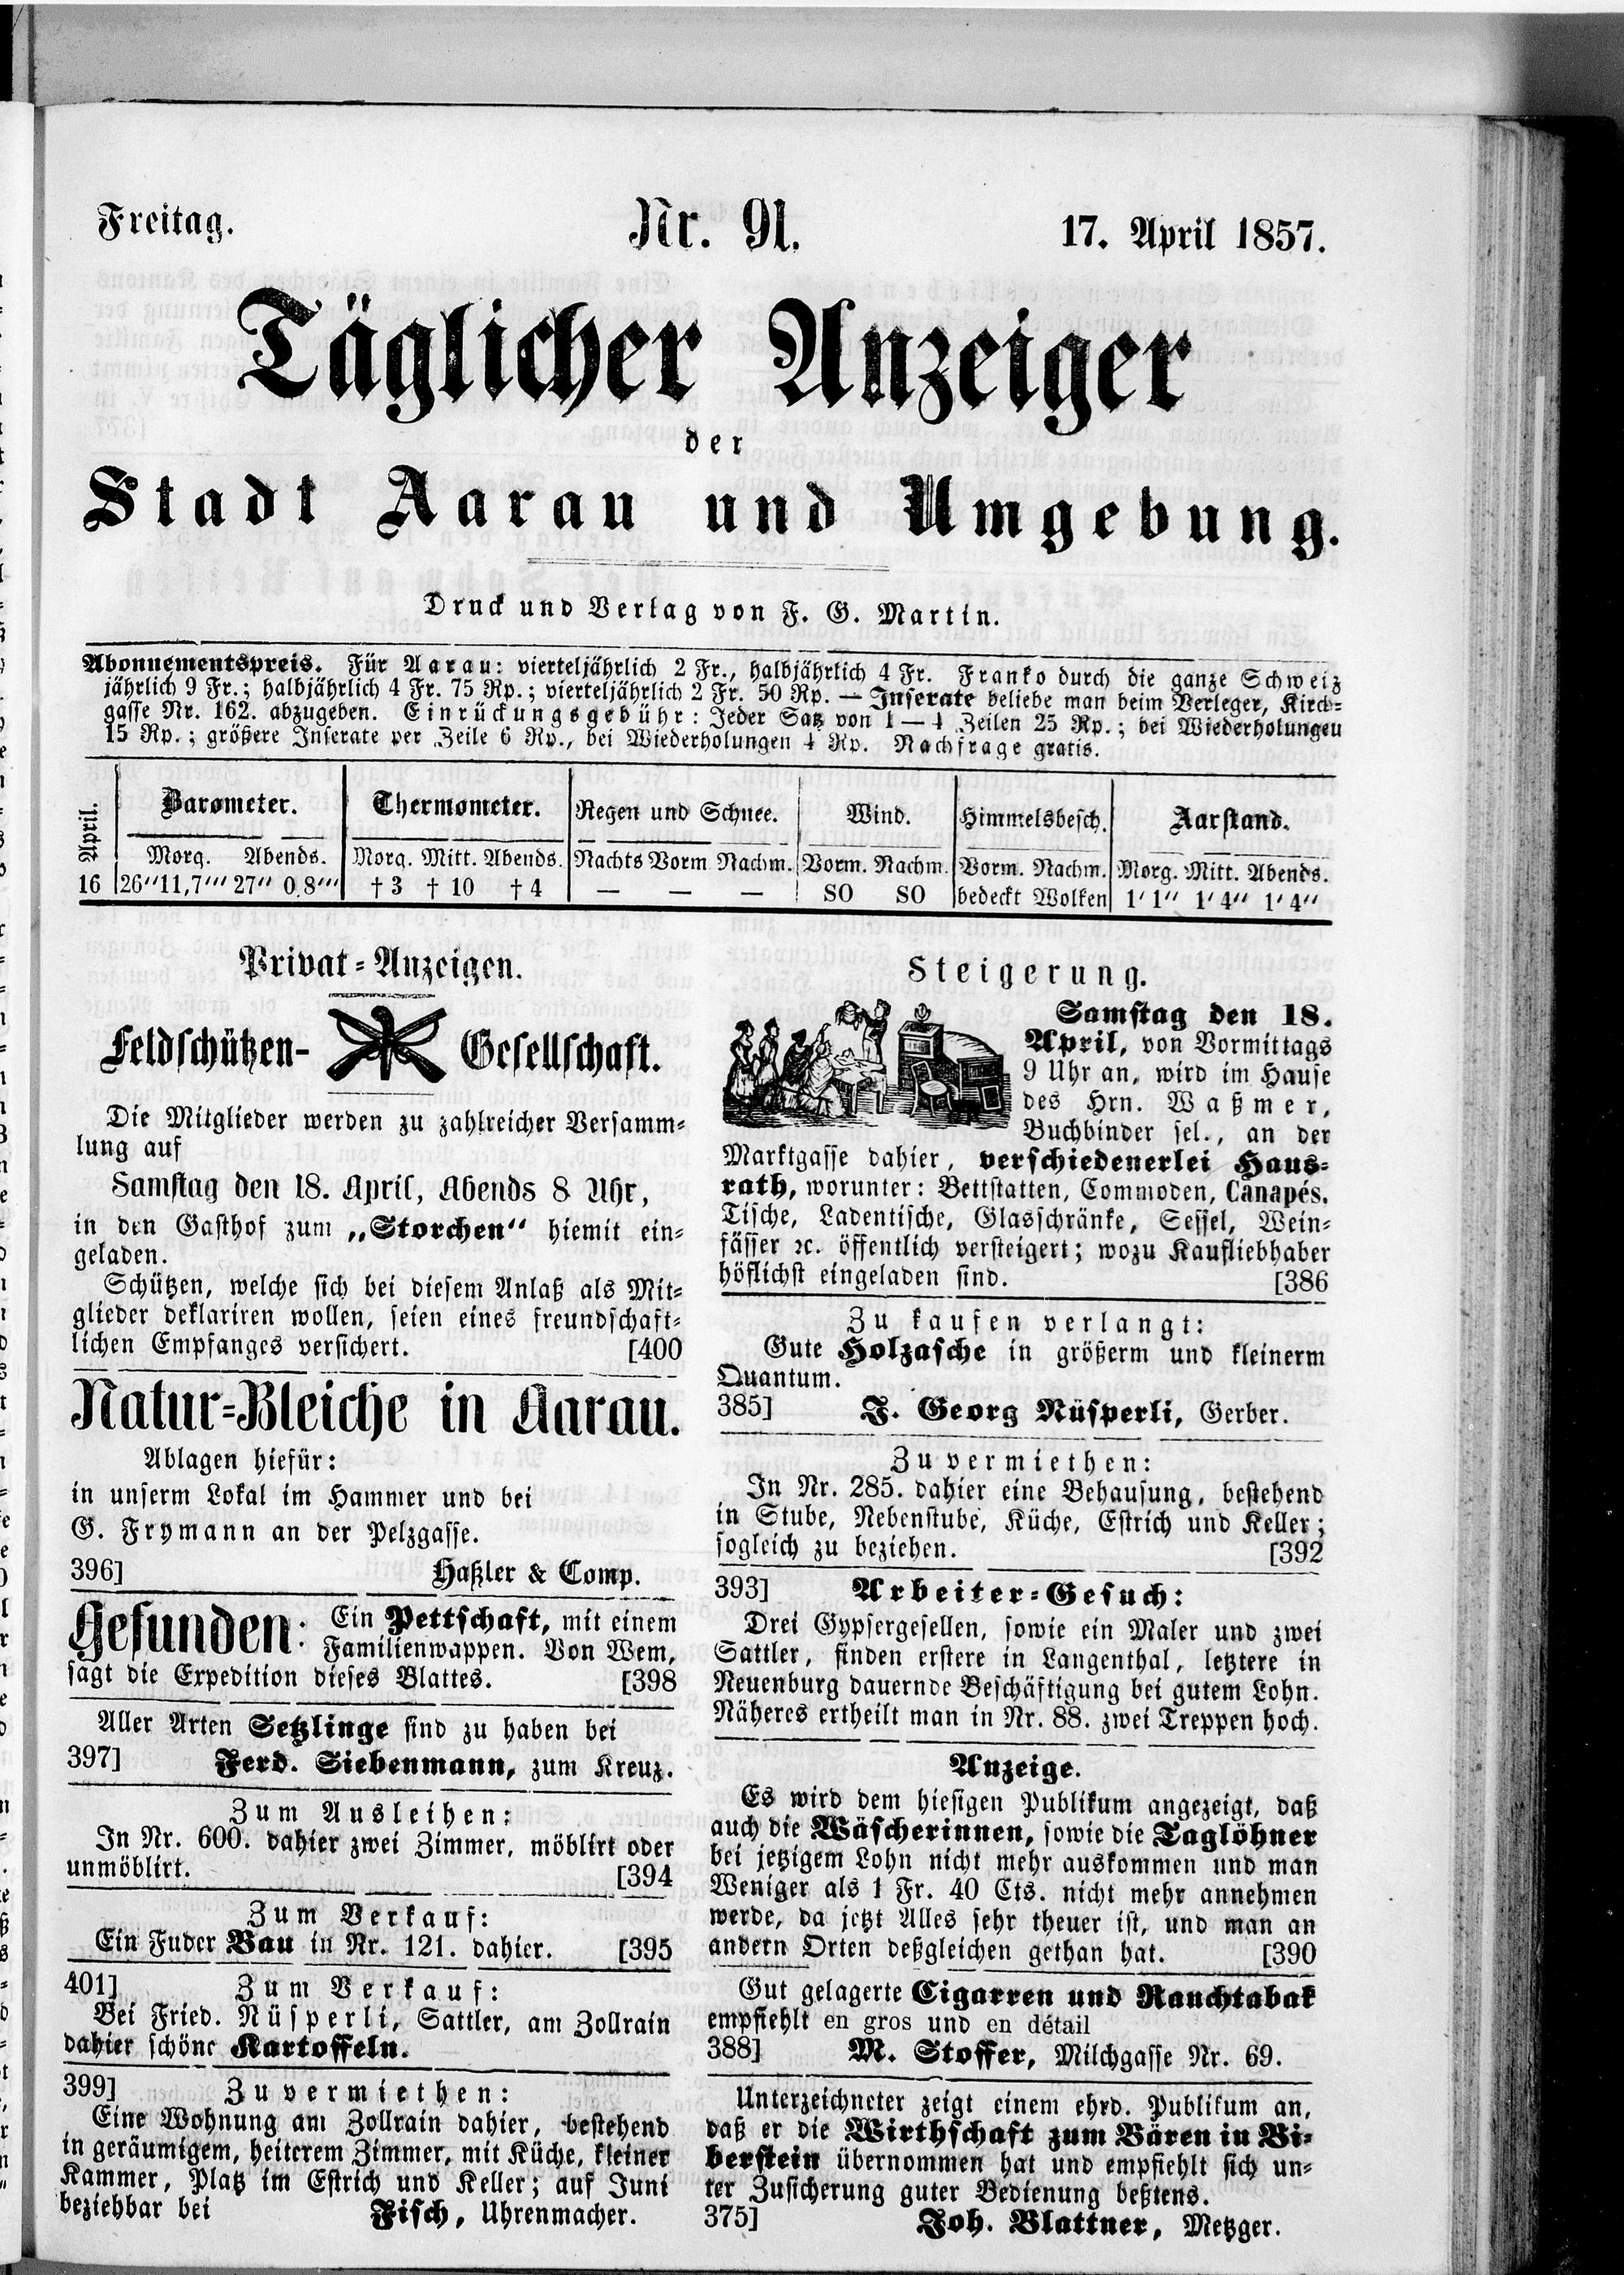 Freitag.
Nr. 91.
17. April 1857.
Täglicher Anzeiger
der
Stadt Aarau und Umgebung.
Druck und Verlag von F. G. Martin.
Abonnementspreis. Für Aarau: vierteljährlich 2 Fr., halbjährlich 4 Fr. Franko durch die ganze Schweiz
jährlich 9 Fr.; halbjährlich 4 Fr. 75 Rp.; vierteljährlich 2 Fr. 50 Rp. — Inserate beliebe man beim Verleger, Kirch-
gasse Nr. 162. abzugeben. Einrückungsgebühr: Jeder Satz von 1 — 4 Zeilen 25 Rp.; bei Wiederholungen
15 Rp.; größere Inserate per Zeile 6 Rp., bei Wiederholungen 4 Rp. Nachfrage gratis.
April.
Barometer. Thermometer. Regen und Schnee. Wind. Himmelsbesch. Aarstand.
Morg. Abends. Morg. Mitt. Abends. Nachts Vorm Nachm. Vorm. Nachm. Vorm. Nachm. Morg. Mitt. Abends.
16 26″11,7‴ 27″ 0,8‴ † 3 † 10 † 4 — — — SO SO bedeckt Wolken 1′ 1″ 1′ 4″ 1′ 4″
Privat-Anzeigen.
Feldschützen- Gesellschaft.
Die Mitglieder werden zu zahlreicher Versamm-
lung auf
Samstag den 18. April, Abends 8 Uhr,
in den Gasthof zum „Storchen“ hiemit ein-
geladen.
Schützen, welche sich bei diesem Anlaß als Mit-
glieder deklariren wollen, seien eines freundschaft-
lichen Empfanges versichert. [400
Natur-Bleiche in Aarau.
Ablagen hiefür:
in unserm Lokal im Hammer und bei
G. Frymann an der Pelzgasse.
396] Haßler & Comp.
Gefunden: Ein Pettschaft, mit einem
Familienwappen. Von Wem,
sagt die Expedition dieses Blattes. [398
Aller Arten Setzlinge sind zu haben bei
397] Ferd. Siebenmann, zum Kreuz.
Zum Ausleihen:
In Nr. 600. dahier zwei Zimmer, möblirt oder
unmöblirt. [394
Zum Verkauf:
Ein Fuder Bau in Nr. 121. dahier. [395
401] Zum Verkauf:
Bei Fried. Nüsperli, Sattler, am Zollrain
dahier schöne Kartoffeln.
399] Zu vermiethen:
Eine Wohnung am Zollrain dahier, bestehend
in geräumigem, heiterem Zimmer, mit Küche, kleiner
Kammer, Platz im Estrich und Keller; auf Juni
beziehbar bei Fisch, Uhrenmacher.
Steigerung.
Samstag den 18.
April, von Vormittags
9 Uhr an, wird im Hause
des Hrn. Waßmer,
Buchbinder sel., an der
Marktgasse dahier, verschiedenerlei Haus-
rath, worunter: Bettstatten, Commoden, Canapés,
Tische, Ladentische, Glasschränke, Sessel, Wein-
fässer ꝛc. öffentlich versteigert; wozu Kaufliebhaber
höflichst eingeladen sind. [386
Zu kaufen verlangt:
Gute Holzasche in größerm und kleinerm
Quantum.
385] J. Georg Nüsperli, Gerber.
Zu vermiethen:
In Nr. 285. dahier eine Behausung, bestehend
in Stube, Nebenstube, Küche, Estrich und Keller;
sogleich zu beziehen. [392
393] Arbeiter-Gesuch:
Drei Gypsergesellen, sowie ein Maler und zwei
Sattler, finden erstere in Langenthal, letztere in
Neuenburg dauernde Beschäftigung bei gutem Lohn.
Näheres ertheilt man in Nr. 88. zwei Treppen hoch.
Anzeige.
Es wird dem hiesigen Publikum angezeigt, daß
auch die Wäscherinnen, sowie die Taglöhner
bei jetzigem Lohn nicht mehr auskommen und man
Weniger als 1 Fr. 40 Cts. nicht mehr annehmen
werde, da jetzt Alles sehr theuer ist, und man an
andern Orten deßgleichen gethan hat. [390
Gut gelagerte Cigarren und Rauchtabak
empfiehlt en gros und en détail
388] M. Stoffer, Milchgasse Nr. 69.
Unterzeichneter zeigt einem ehrd. Publikum an,
daß er die Wirthschaft zum Bären in Bi-
berstein übernommen hat und empfiehlt sich un-
ter Zusicherung guter Bedienung beßtens.
375] Joh. Blattner, Metzger.